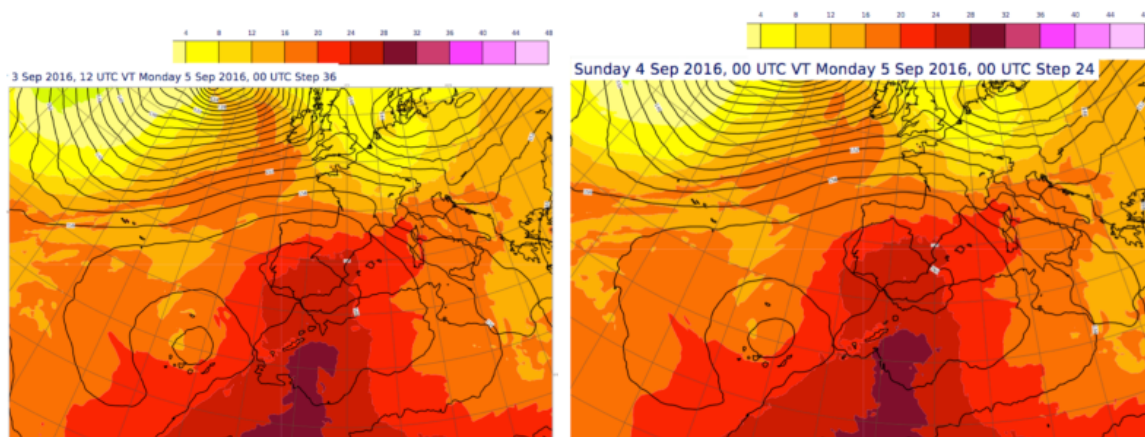 4 8 12 16 20 24 28 32 36 40 44 48
4 8 12 16 20 24 28 32 36 40 44 48
3 Sep 2016, 12 UTC VT Monday 5 Sep 2016, 00 UTC Step 36
Sunday 4 Sep 2016, 00 UTC VT Monday 5 Sep 2016, 00 UTC Step 24